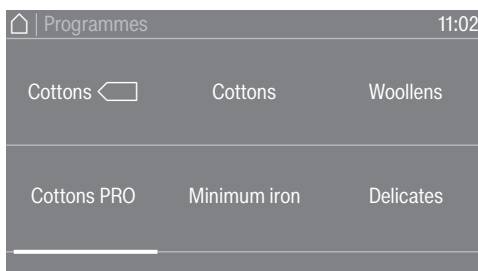 Programmes 11:02
Cottons Cottons Woollens
Cottons PRO Minimum iron Delicates